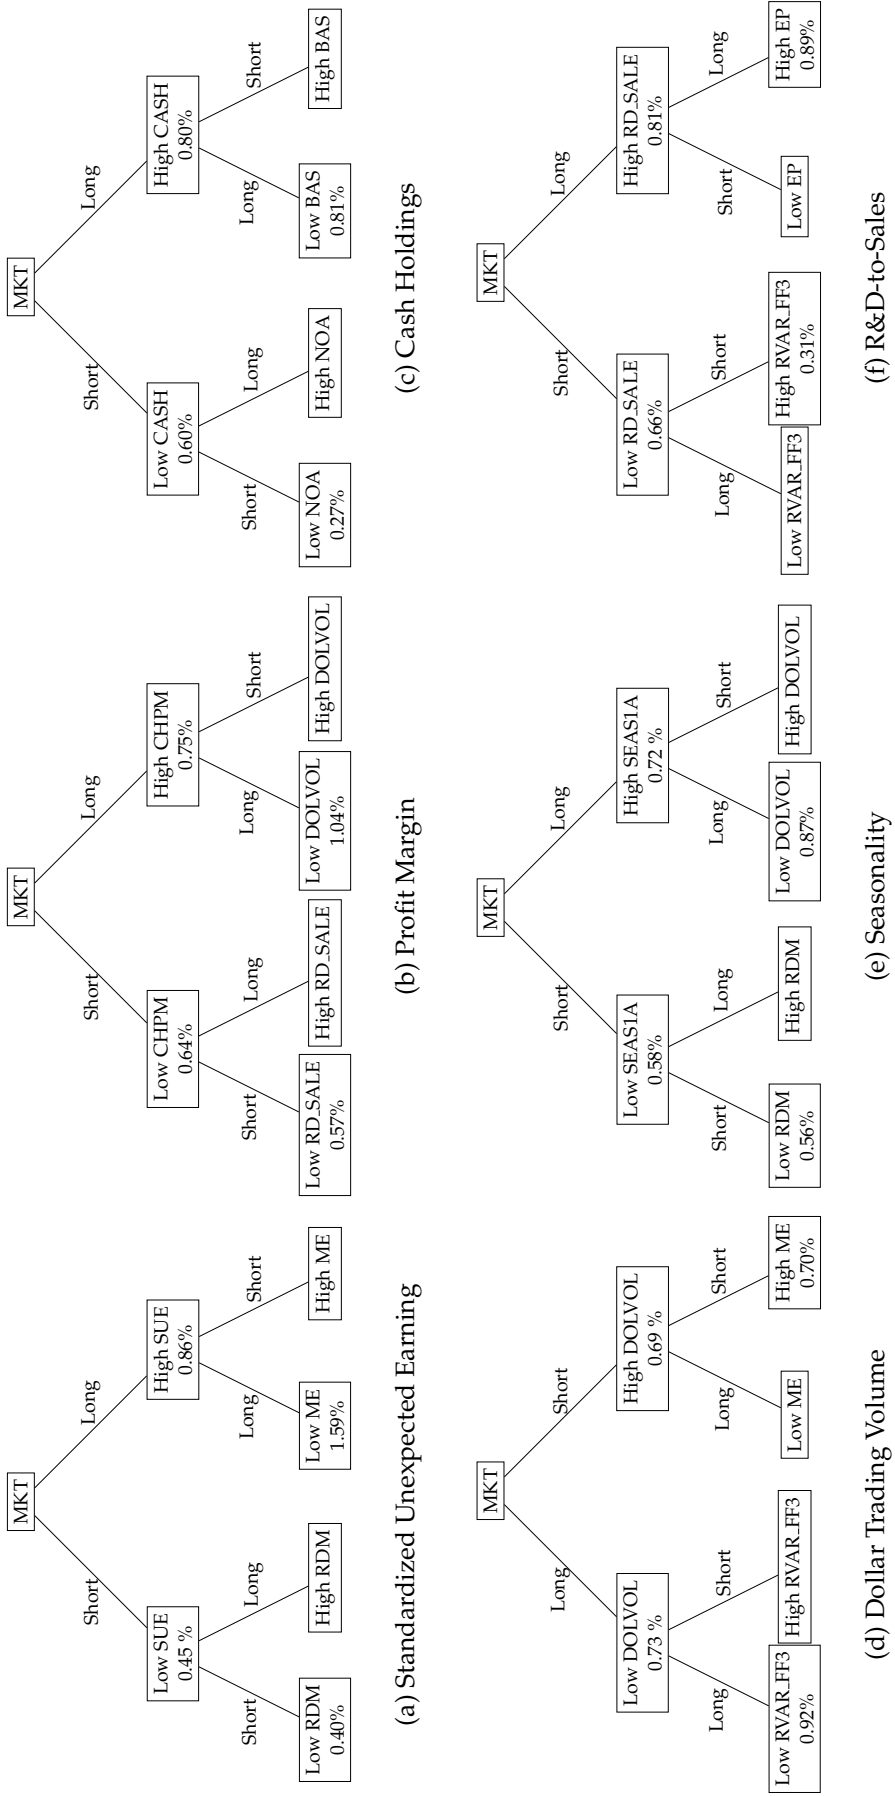 MKT
Short
Long
Low SUE
0.45 %
High SUE
0.86%
Short
Long
Long
Short
Low RDM
0.40%
High RDM
Low ME
1.59%
High ME
(a) Standardized Unexpected Earning
MKT
Short
Long
Low CHPM
0.64%
High CHPM
0.75%
Short
Long
Long
Short
Low RD_SALE
0.57%
High RD_SALE
Low DOLVOL
1.04%
High DOLVOL
(b) Profit Margin
MKT
Short
Long
Low CASH
0.60%
High CASH
0.80%
Short
Long
Long
Short
Low NOA
0.27%
High NOA
Low BAS
0.81%
High BAS
(c) Cash Holdings
MKT
Long
Short
Low DOLVOL
0.73 %
High DOLVOL
0.69 %
Long
Short
Long
Short
Low RVAR_FF3
0.92%
High RVAR_FF3
Low ME
High ME
0.70%
(d) Dollar Trading Volume
MKT
Short
Long
Low SEAS1A
0.58%
High SEAS1A
0.72 %
Short
Long
Long
Short
Low RDM
0.56%
High RDM
Low DOLVOL
0.87%
High DOLVOL
(e) Seasonality
MKT
Short
Long
Low RD_SALE
0.66%
High RD_SALE
0.81%
Long
Short
Short
Long
Low RVAR_FF3
High RVAR_FF3
0.31%
Low EP
High EP
0.89%
(f) R&D-to-Sales